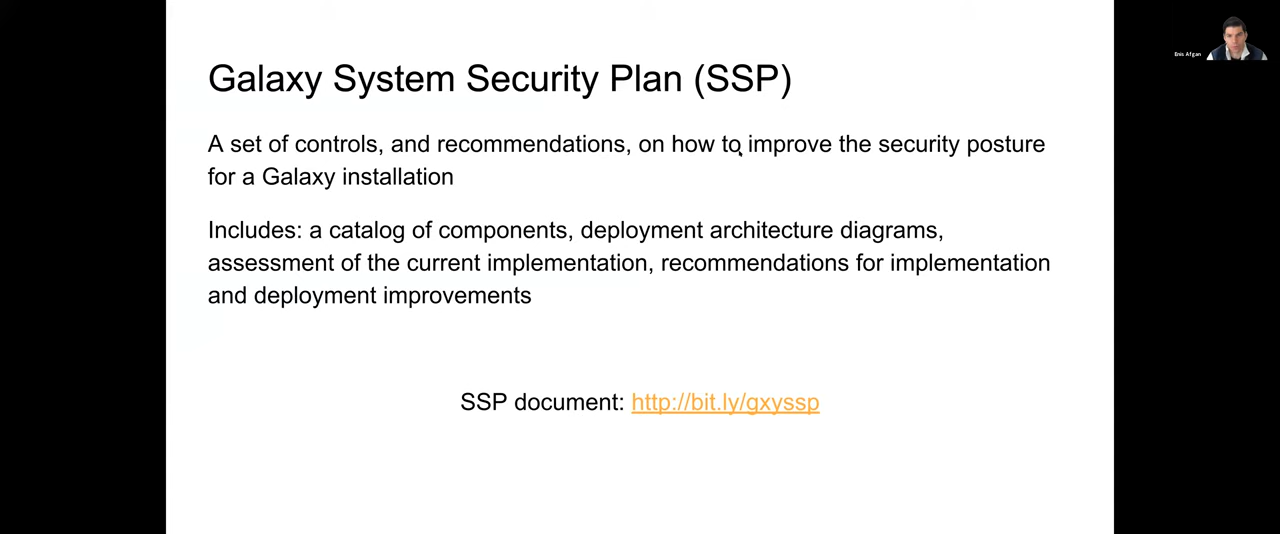 Galaxy System Security Plan (SSP)
Enis Afgan
A set of controls, and recommendations, on how to improve the security posture
for a Galaxy installation
Includes: a catalog of components, deployment architecture diagrams,
assessment of the current implementation, recommendations for implementation
and deployment improvements
SSP document: http://bit.ly/gxyssp